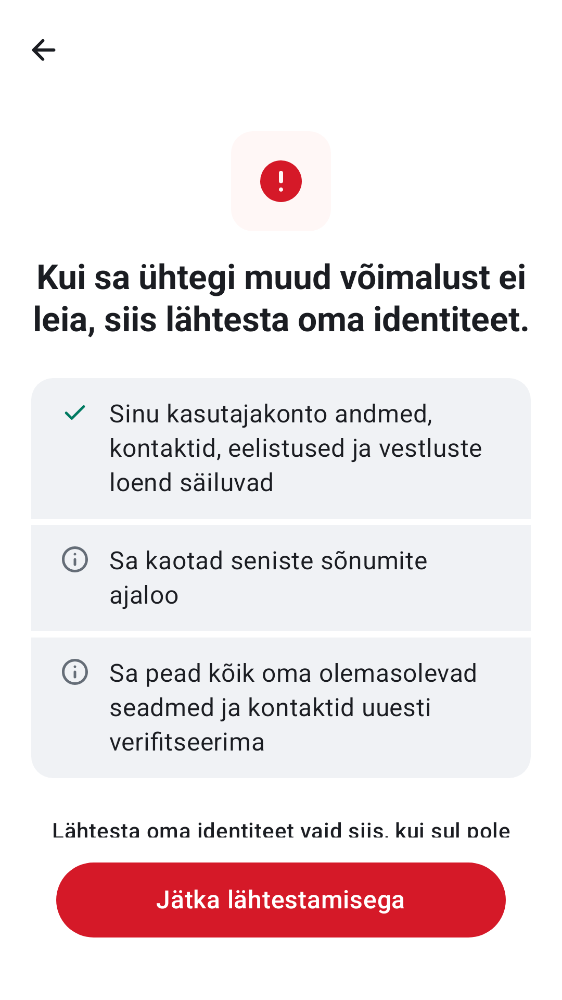 Kui sa ühtegi muud võimalust ei
leia, siis lähtesta oma identiteet.
Sinu kasutajakonto andmed,
kontaktid, eelistused ja vestluste
loend säiluvad
Sa kaotad seniste sõnumite
ajaloo
Sa pead kõik oma olemasolevad
seadmed ja kontaktid uuesti
verifitseerima
Lähtesta oma identiteet vaid siis, kui sul pole
Jätka lähtestamisega